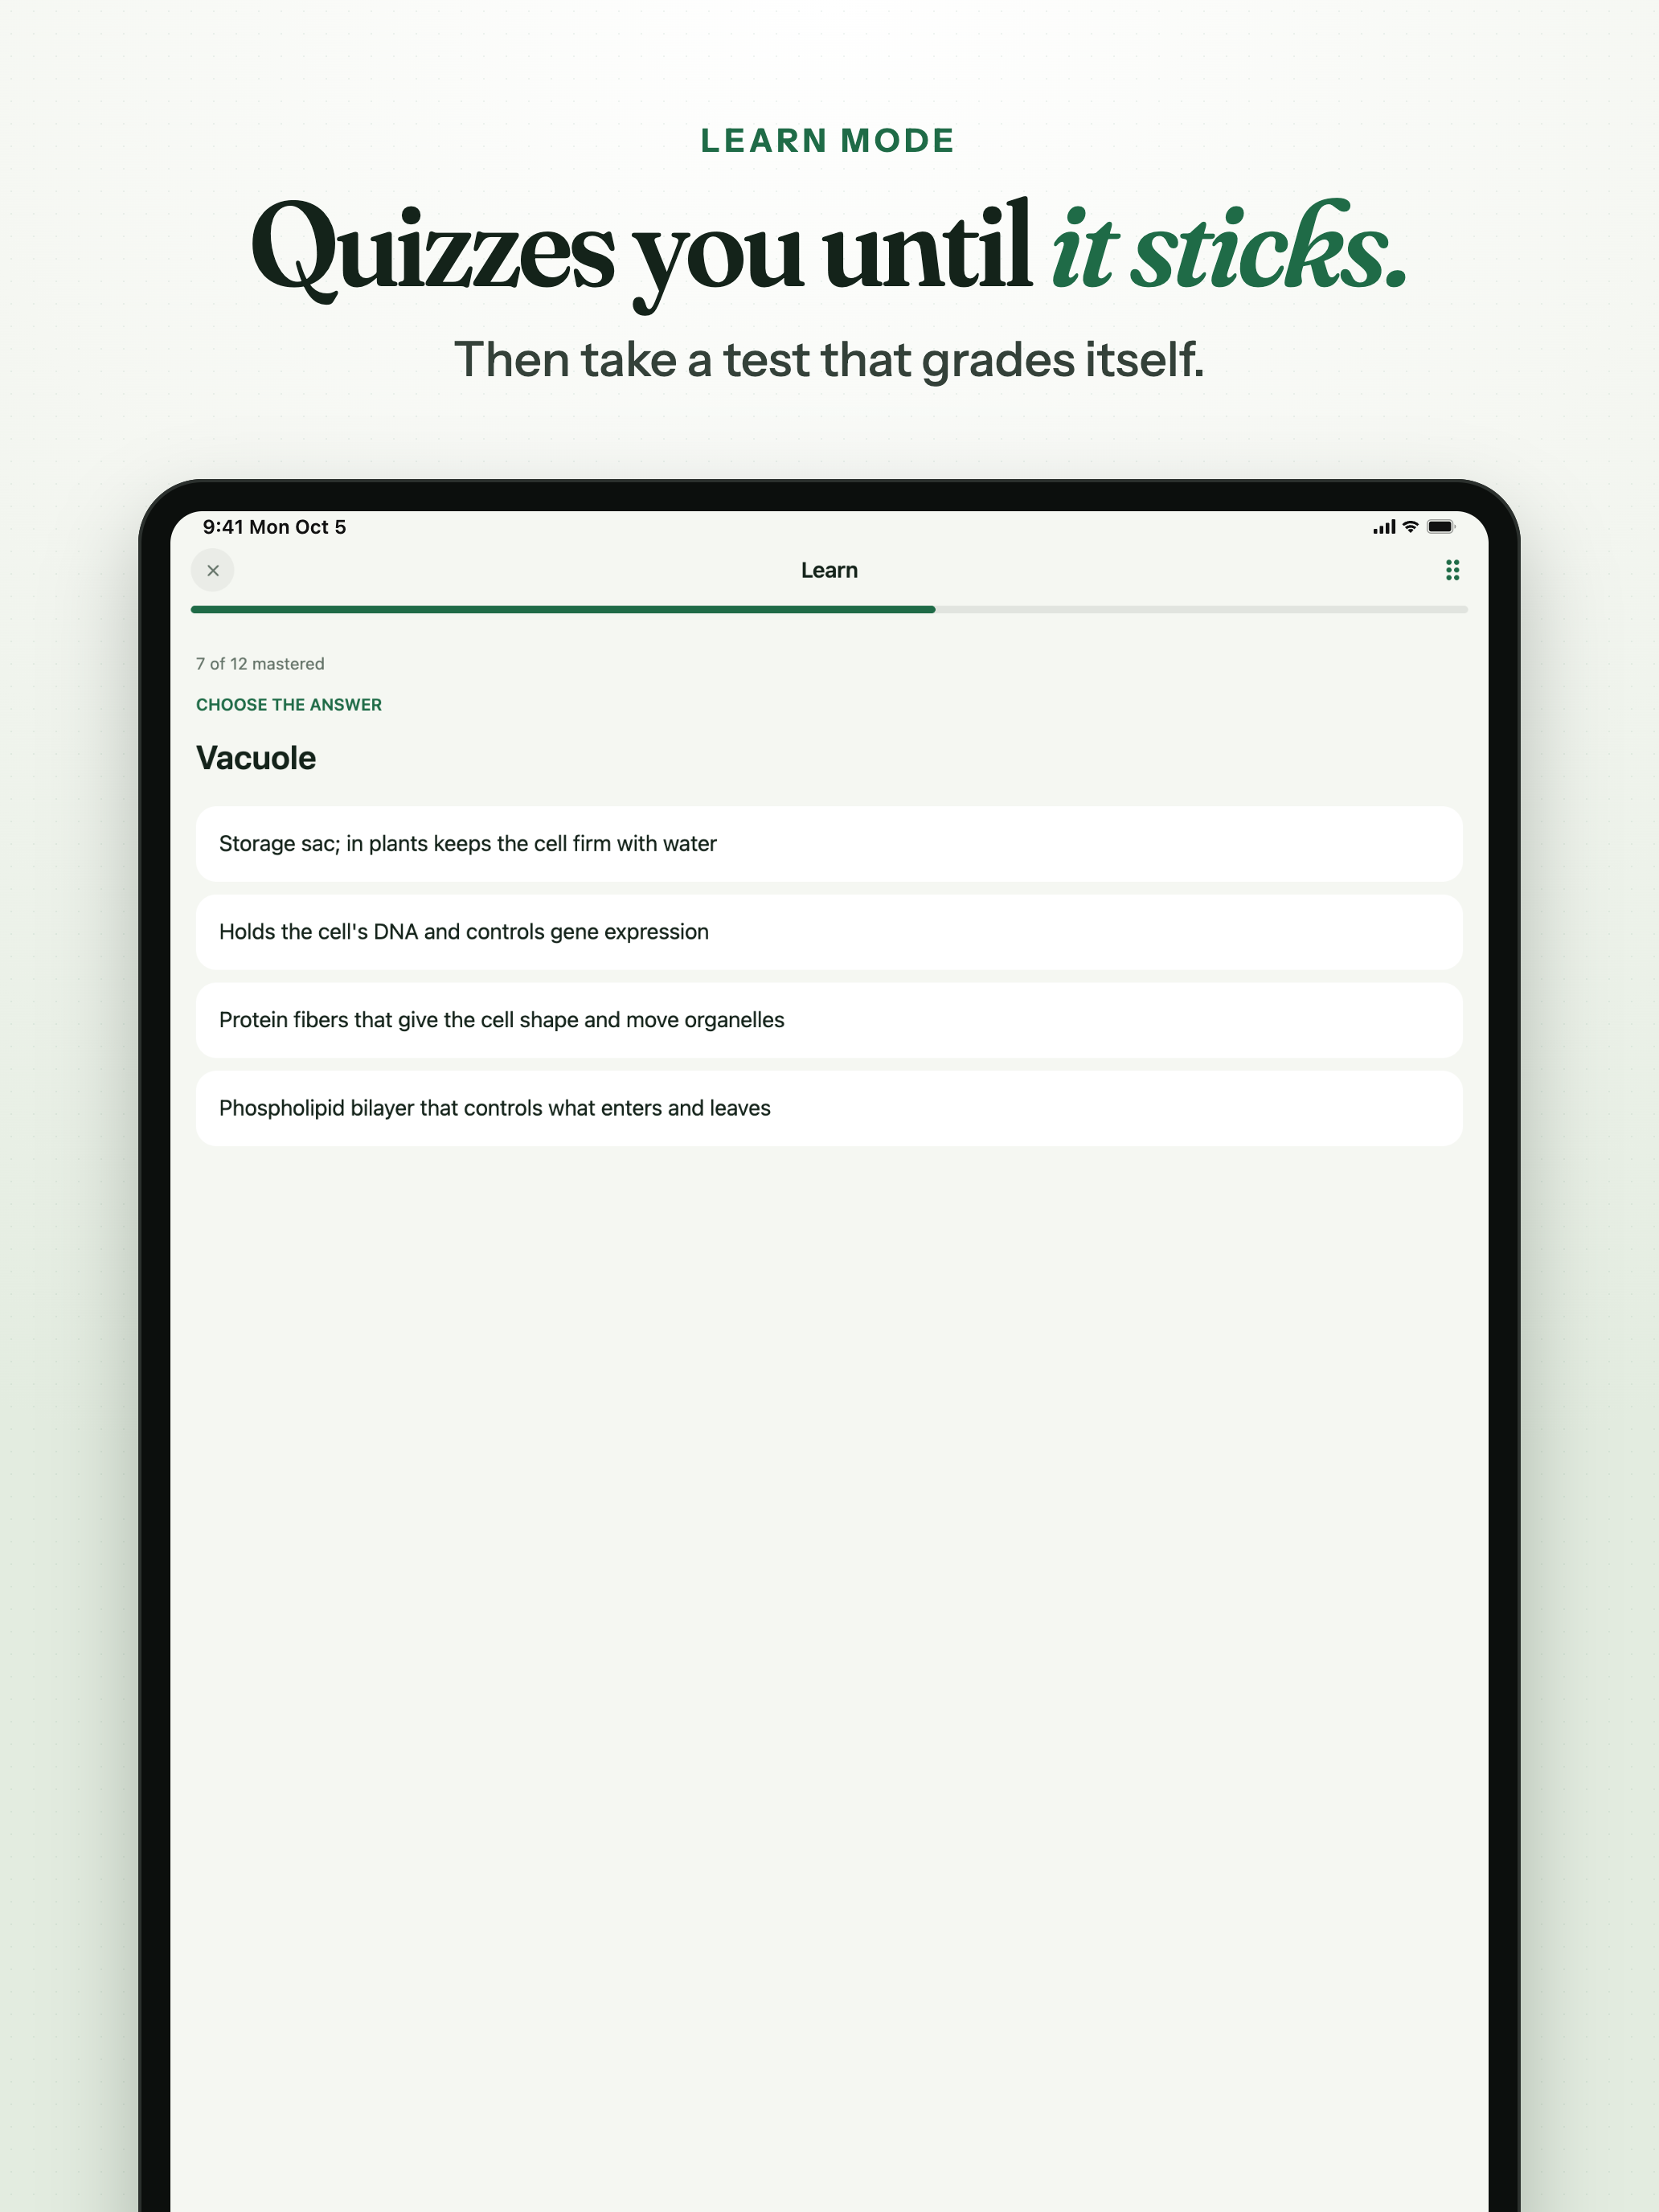 LEARN MODE
Quizzes you until it sticks.
Then take a test that grades itself.
9:41 Mon Oct 5
Learn
7 of 12 mastered
CHOOSE THE ANSWER
Vacuole
Storage sac; in plants keeps the cell firm with water
Holds the cell's DNA and controls gene expression
Protein fibers that give the cell shape and move organelles
Phospholipid bilayer that controls what enters and leaves